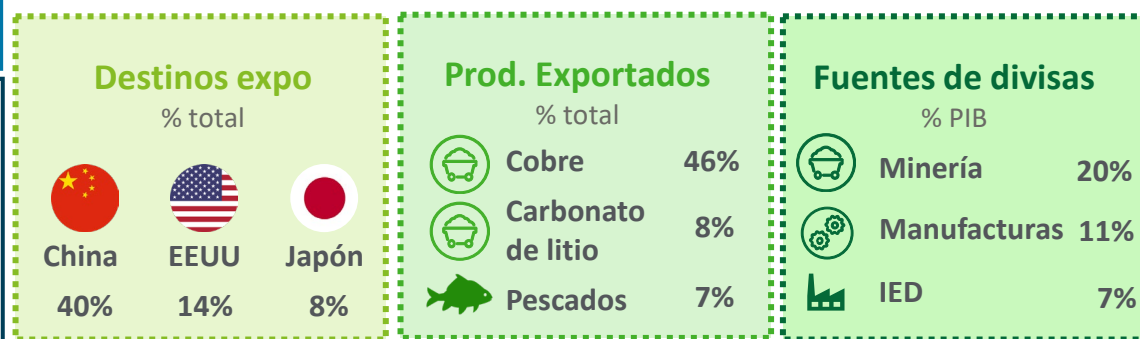 Destinos expo
% total
China EEUU Japón
40% 14% 8%
Prod. Exportados
% total
Cobre 46%
Carbonato
de litio 8%
Pescados 7%
Fuentes de divisas
% PIB
Minería 20%
Manufacturas 11%
IED 7%